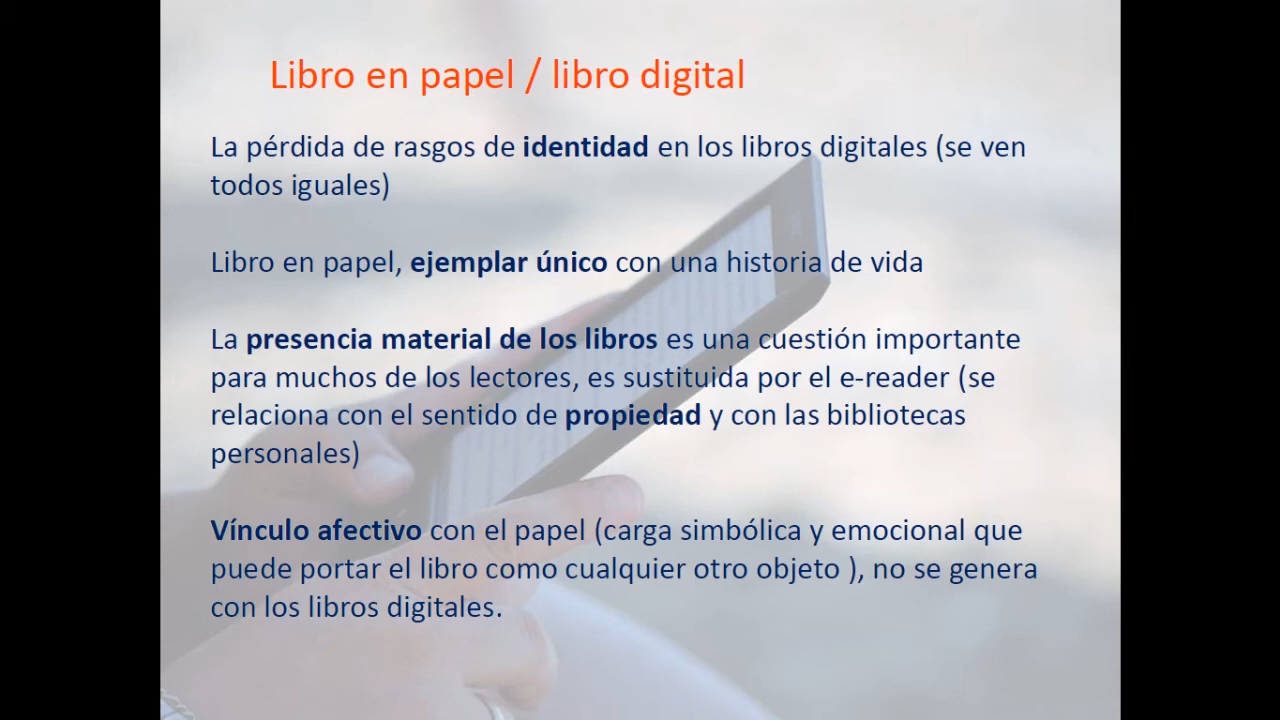 Libro en papel / libro digital
La pérdida de rasgos de identidad en los libros digitales (se ven
todos iguales)
Libro en papel, ejemplar único con una historia de vida
La presencia material de los libros es una cuestión importante
para muchos de los lectores, es sustituida por el e-reader (se
relaciona con el sentido de propiedad y con las bibliotecas
personales)
Vínculo afectivo con el papel (carga simbólica y emocional que
puede portar el libro como cualquier otro objeto ), no se genera
con los libros digitales.